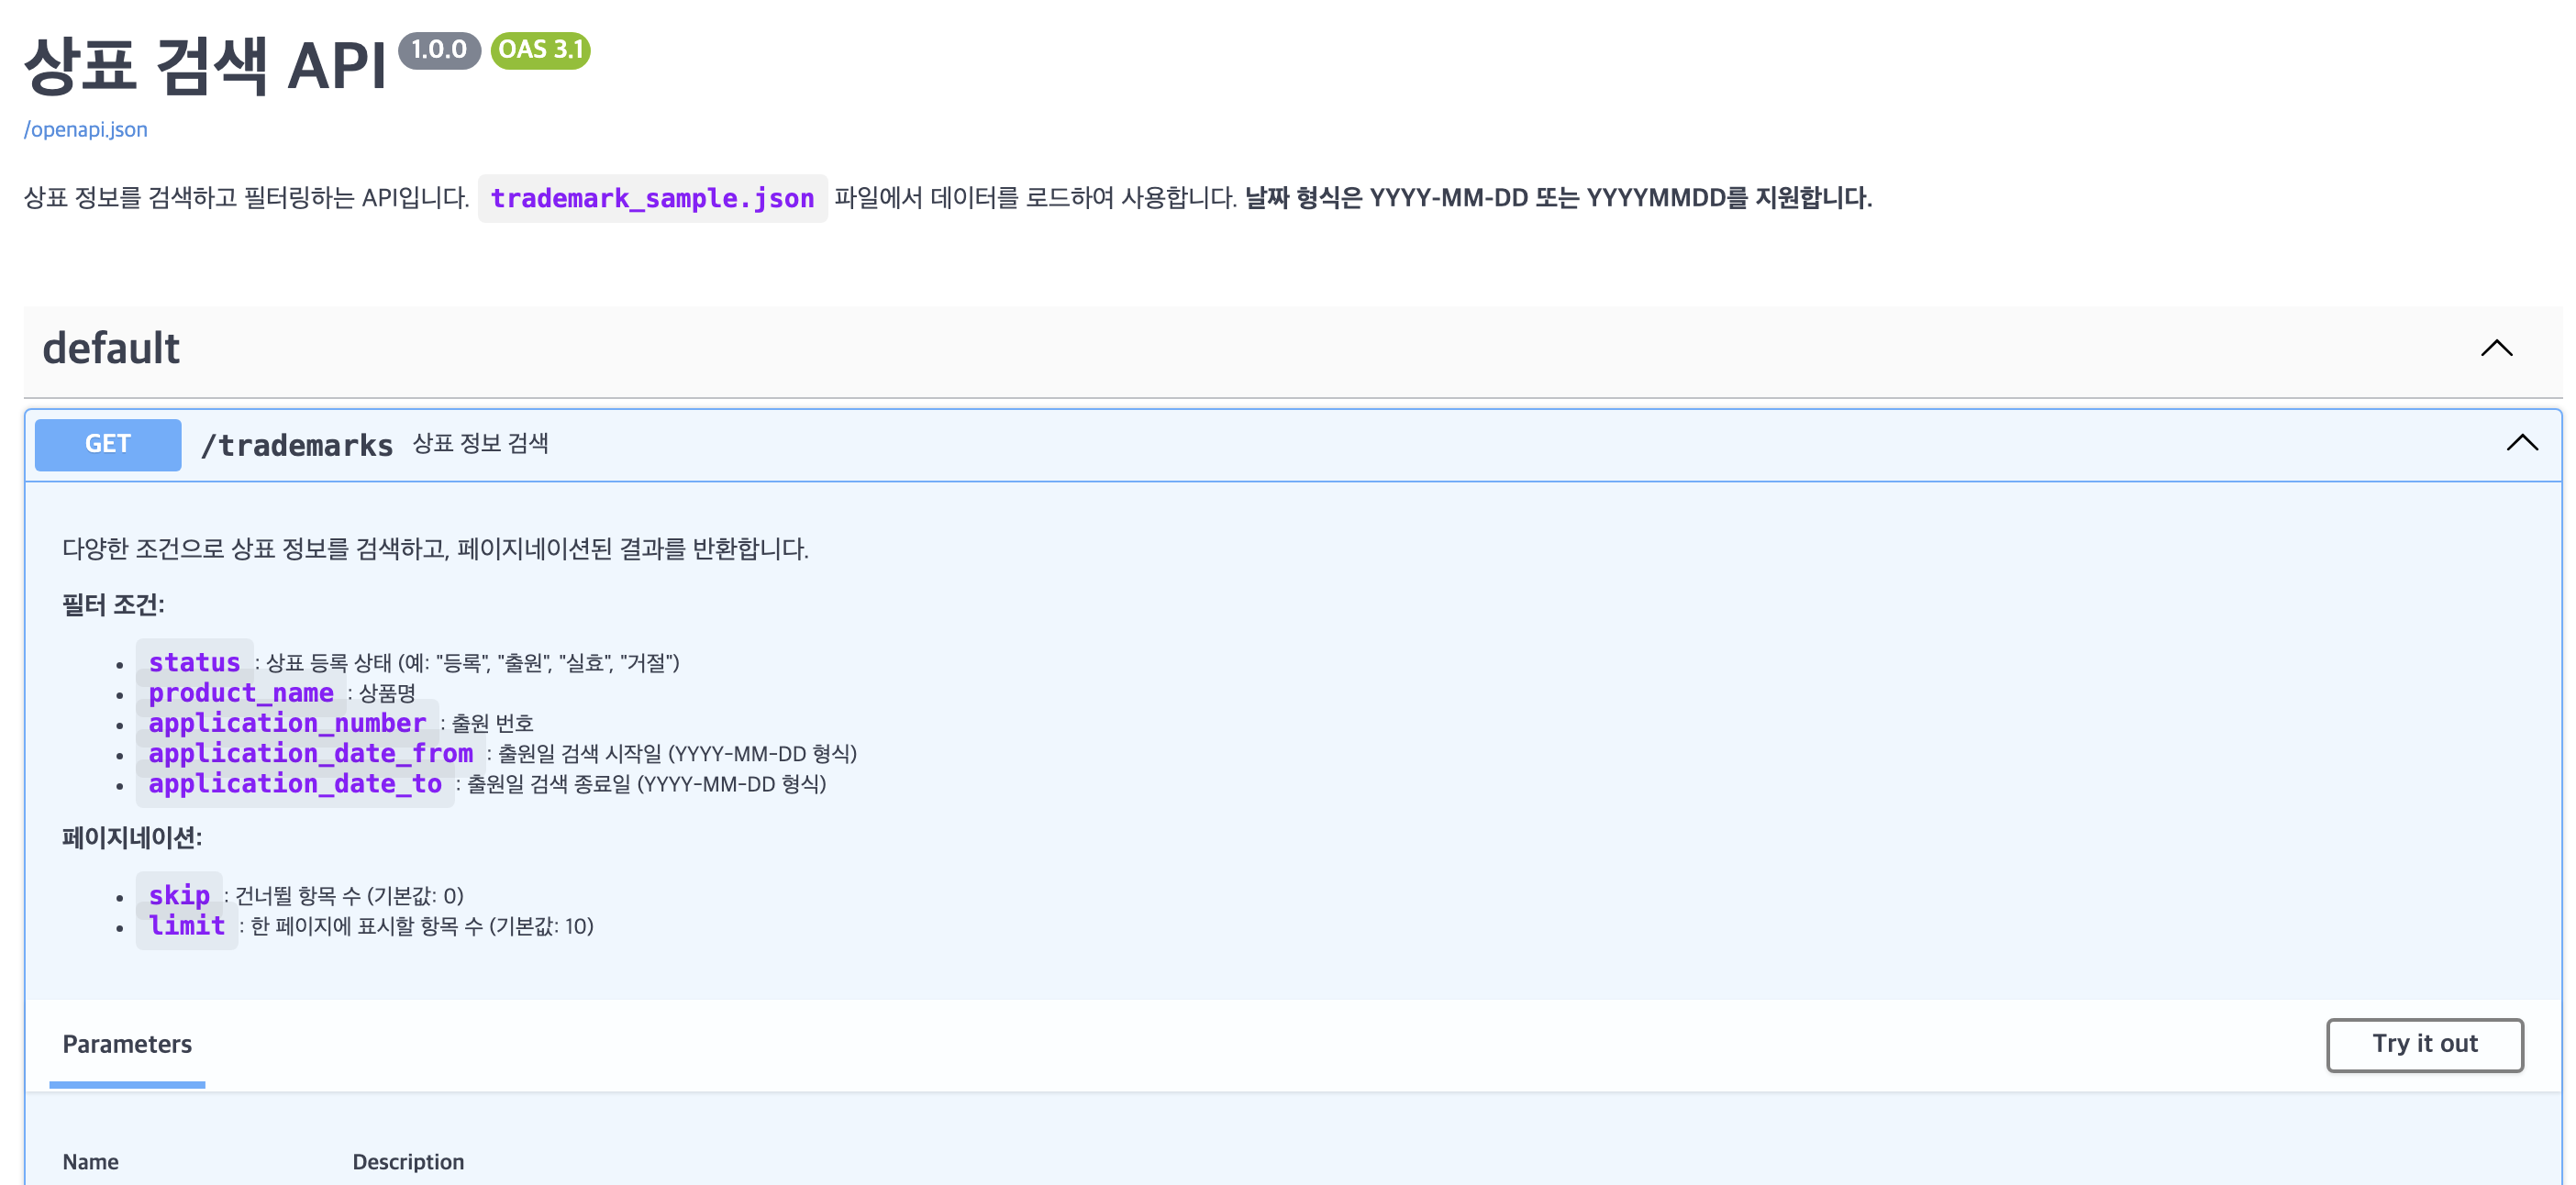 상표 검색 API 1.0.0 OAS 3.1
/openapi.json
상표 정보를 검색하고 필터링하는 API입니다. trademark_sample.json 파일에서 데이터를 로드하여 사용합니다. 날짜 형식은 YYYY-MM-DD 또는 YYYYMMDD를 지원합니다.
default
GET /trademarks 상표 정보 검색
다양한 조건으로 상표 정보를 검색하고, 페이지네이션된 결과를 반환합니다.
필터 조건:
• status : 상표 등록 상태 (예: "등록", "출원", "실효", "거절")
• product_name : 상품명
• application_number : 출원 번호
• application_date_from : 출원일 검색 시작일 (YYYY-MM-DD 형식)
• application_date_to : 출원일 검색 종료일 (YYYY-MM-DD 형식)
페이지네이션:
• skip : 건너뛸 항목 수 (기본값: 0)
• limit : 한 페이지에 표시할 항목 수 (기본값: 10)
Parameters Try it out
Name Description